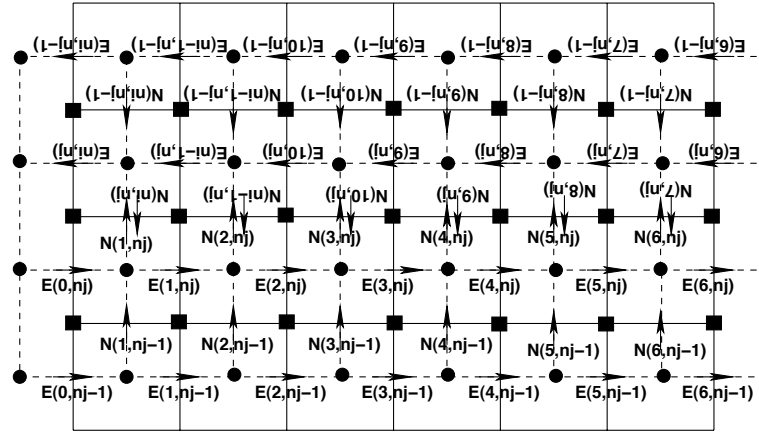 E(ni,nj−1) E(ni−1,nj−1) E(10,nj−1) E(9,nj−1) E(8,nj−1) E(7,nj−1) E(6,nj−1)
N(ni,nj−1) N(ni−1,nj−1) N(10,nj−1) N(9,nj−1) N(8,nj−1) N(7,nj−1)
E(ni,nj) E(ni−1,nj) E(10,nj) E(9,nj) E(8,nj) E(7,nj) E(6,nj)
N(ni,nj) N(ni−1,nj) N(10,nj) N(9,nj) N(8,nj) N(7,nj)
N(1,nj) N(2,nj) N(3,nj) N(4,nj) N(5,nj) N(6,nj)
E(0,nj) E(1,nj) E(2,nj) E(3,nj) E(4,nj) E(5,nj) E(6,nj)
N(1,nj−1) N(2,nj−1) N(3,nj−1) N(4,nj−1) N(5,nj−1) N(6,nj−1)
E(0,nj−1) E(1,nj−1) E(2,nj−1) E(3,nj−1) E(4,nj−1) E(5,nj−1) E(6,nj−1)